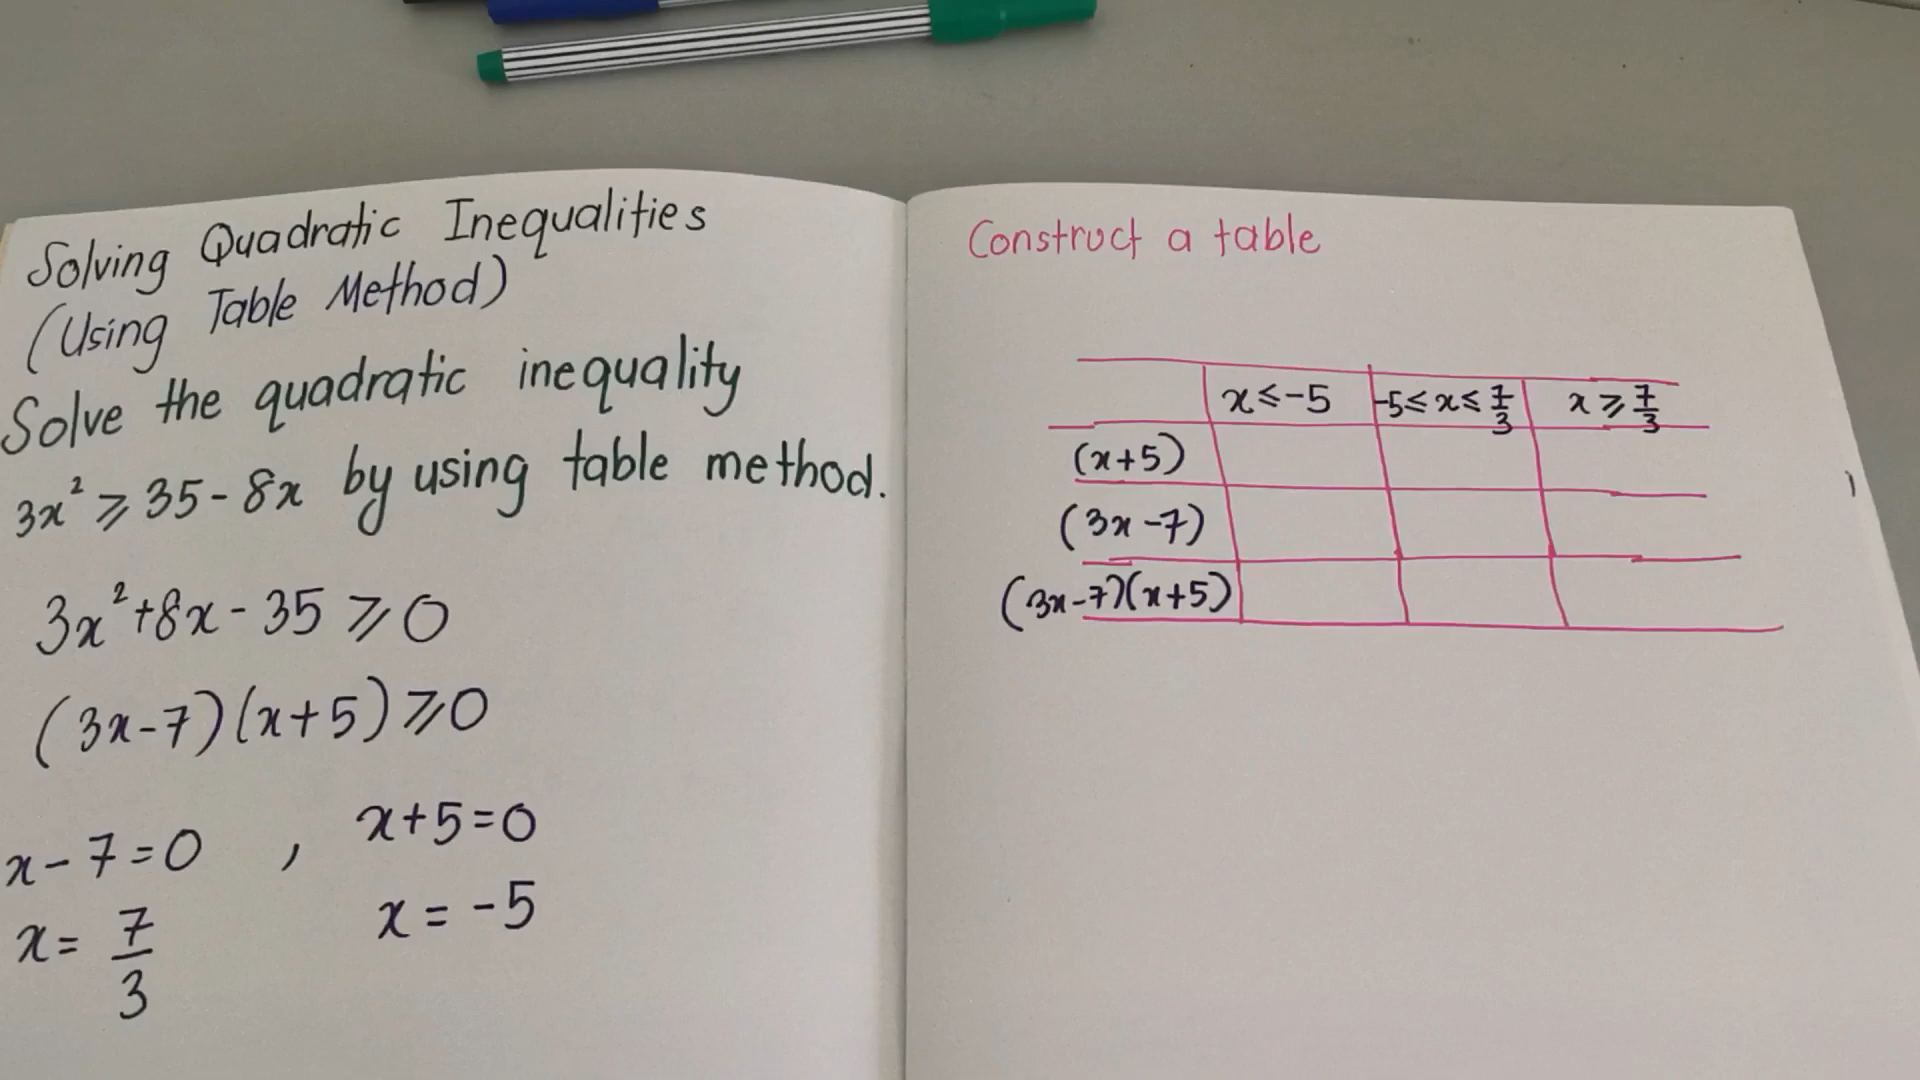 Solving Quadratic Inequalities
(Using Table Method)
Solve the quadratic inequality
3x² ⩾ 35 - 8x by using table method.
3x² + 8x - 35 ⩾ 0
(3x - 7)(x + 5) ⩾ 0
x - 7 = 0 , x + 5 = 0
x = 7/3 x = -5
Construct a table
x ⩽ -5 -5 ⩽ x ⩽ 7/3 x ⩾ 7/3
(x + 5)
(3x - 7)
(3x - 7)(x + 5)